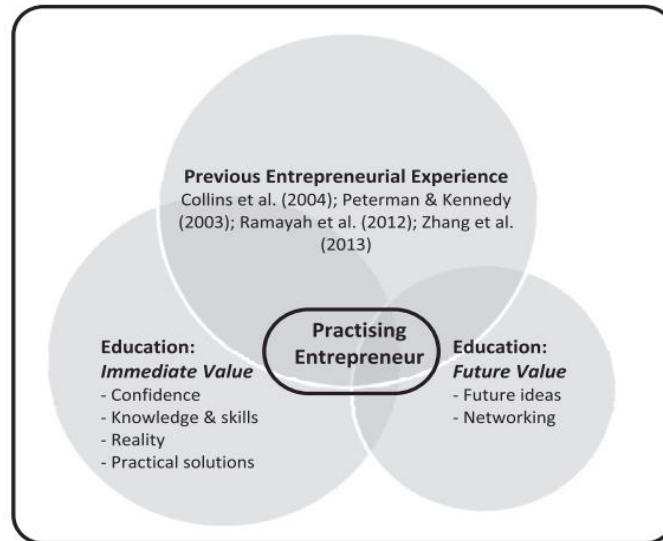 Previous Entrepreneurial Experience
Collins et al. (2004); Peterman & Kennedy
(2003); Ramayah et al. (2012); Zhang et al.
(2013)
Practising
Entrepreneur
Education:
Immediate Value
- Confidence
- Knowledge & skills
- Reality
- Practical solutions
Education:
Future Value
- Future ideas
- Networking